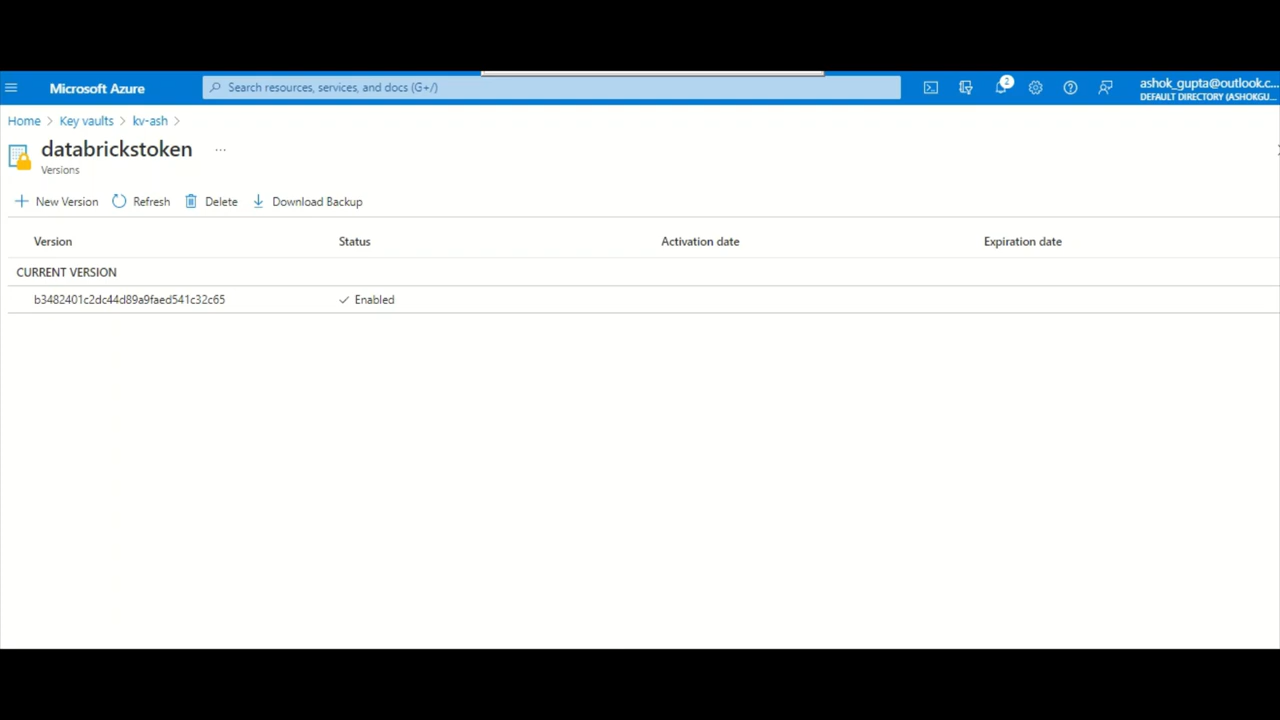 Microsoft Azure
Search resources, services, and docs (G+/)
2
ashok_gupta@outlook.c...
DEFAULT DIRECTORY (ASHOKGU...
Home > Key vaults > kv-ash >
databrickstoken ...
Versions
New Version Refresh Delete Download Backup
Version Status Activation date Expiration date
CURRENT VERSION
b3482401c2dc44d89a9faed541c32c65 Enabled